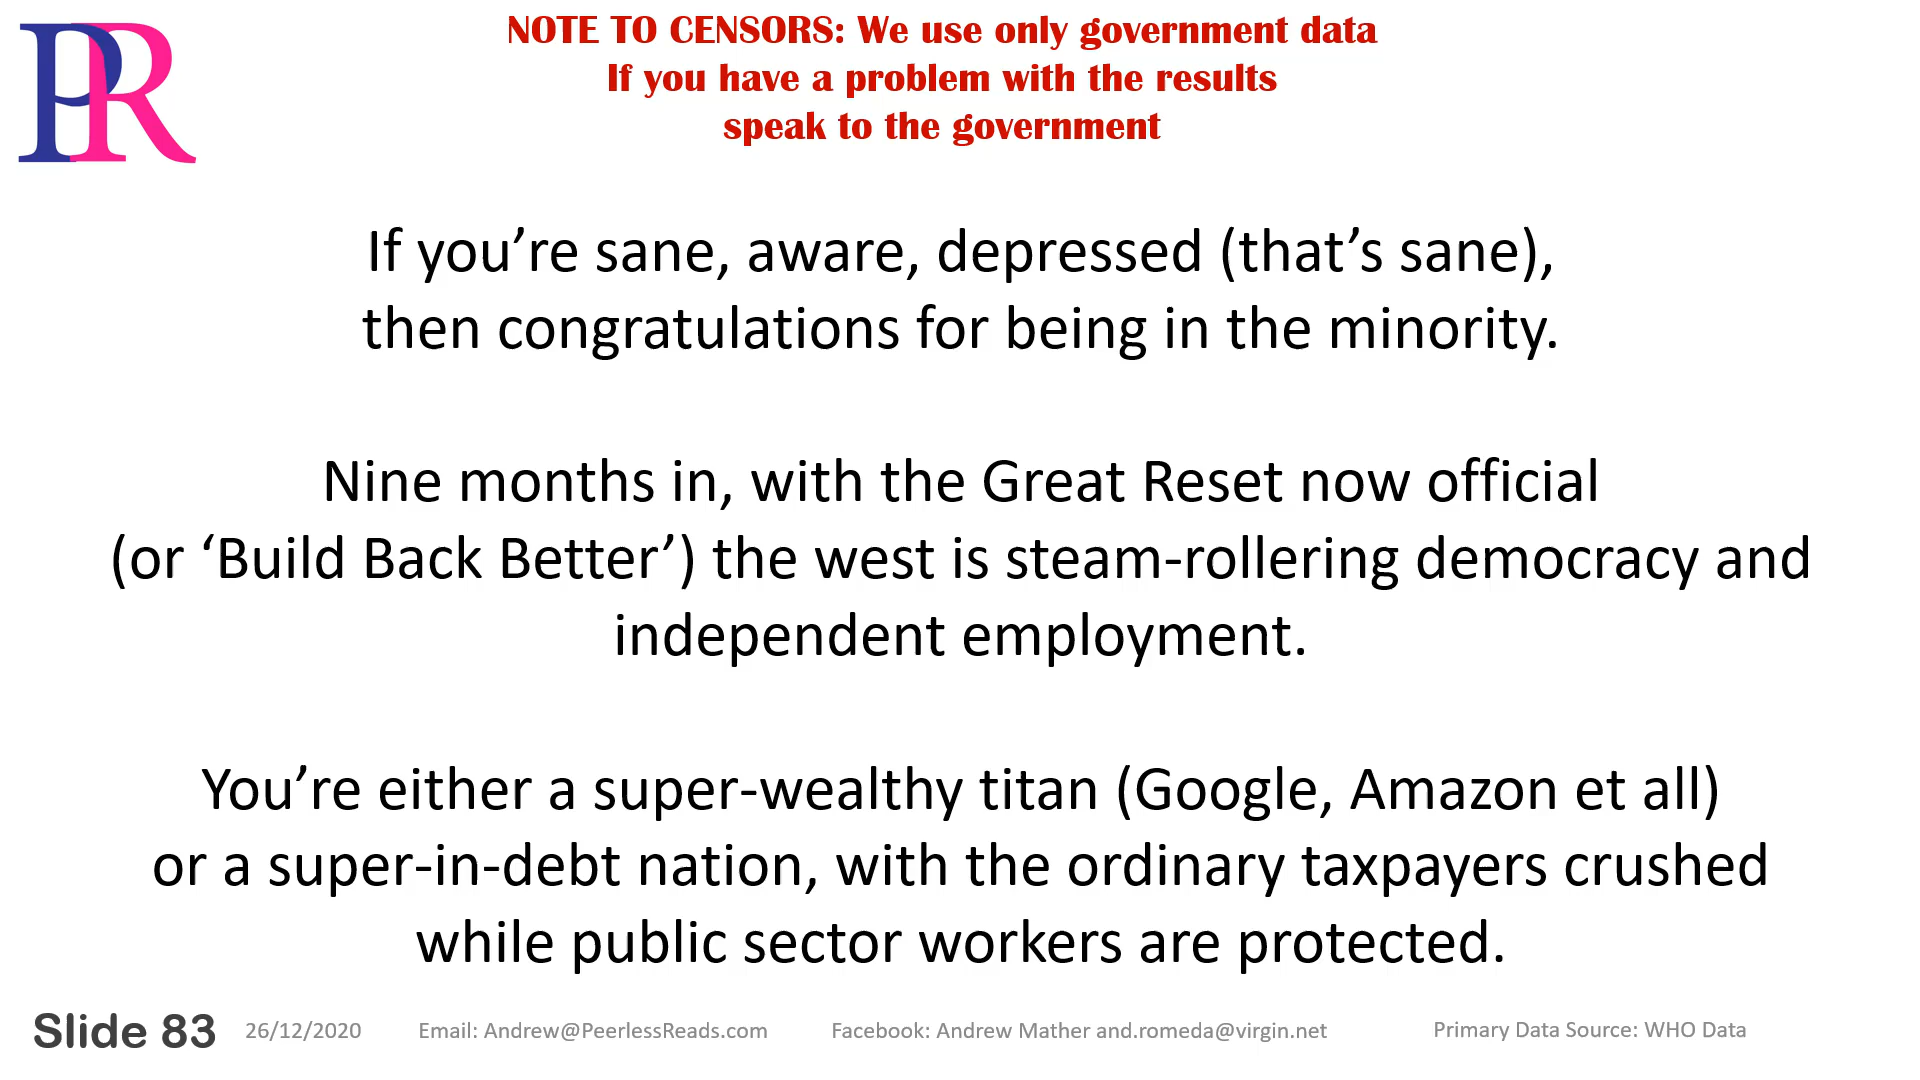 PR
NOTE TO CENSORS: We use only government data
If you have a problem with the results
speak to the government
If you’re sane, aware, depressed (that’s sane),
then congratulations for being in the minority.
Nine months in, with the Great Reset now official
(or ‘Build Back Better’) the west is steam-rollering democracy and
independent employment.
You’re either a super-wealthy titan (Google, Amazon et all)
or a super-in-debt nation, with the ordinary taxpayers crushed
while public sector workers are protected.
Slide 83 26/12/2020 Email: Andrew@PeerlessReads.com Facebook: Andrew Mather and.romeda@virgin.net Primary Data Source: WHO Data